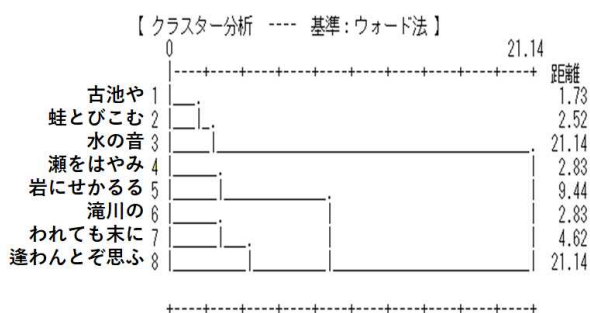 【 クラスター分析 ---- 基準：ウォード法 】
0 21.14
距離
古池や 1 1.73
蛙とびこむ 2 2.52
水の音 3 21.14
瀬をはやみ 4 2.83
岩にせかるる 5 9.44
滝川の 6 2.83
われても末に 7 4.62
逢わんとぞ思ふ 8 21.14